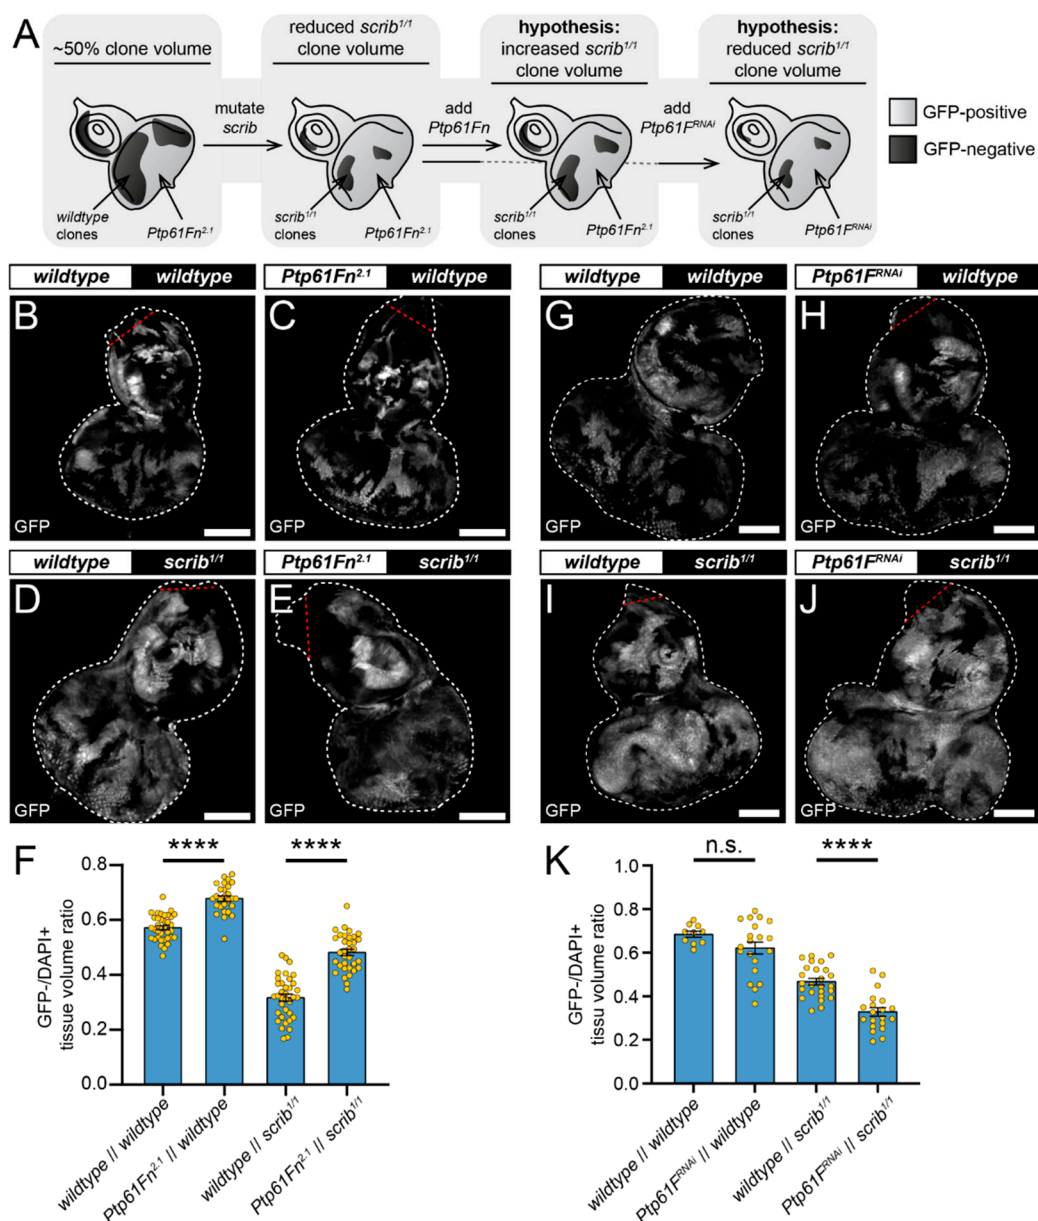 A
~50% clone volume
reduced scrib1/1
clone volume
hypothesis:
increased scrib1/1
clone volume
hypothesis:
reduced scrib1/1
clone volume
mutate
scrib
add
Ptp61Fn
add
Ptp61FRNAi
GFP-positive
GFP-negative
wildtype
clones
Ptp61Fn2.1
scrib1/1
clones
Ptp61Fn2.1
scrib1/1
clones
Ptp61Fn2.1
scrib1/1
clones
Ptp61FRNAi
wildtype wildtype
B
GFP
Ptp61Fn2.1 wildtype
C
GFP
wildtype wildtype
G
GFP
Ptp61FRNAi wildtype
H
GFP
wildtype scrib1/1
D
GFP
Ptp61Fn2.1 scrib1/1
E
GFP
wildtype scrib1/1
I
GFP
Ptp61FRNAi scrib1/1
J
GFP
F
GFP-/DAPI+
tissue volume ratio
0.8
0.6
0.4
0.2
0.0
**** ****
wildtype // wildtype
Ptp61Fn2.1 // wildtype
wildtype // scrib1/1
Ptp61Fn2.1 // scrib1/1
K
GFP-/DAPI+
tissu volume ratio
1.0
0.8
0.6
0.4
0.2
0.0
n.s. ****
wildtype // wildtype
Ptp61FRNAi // wildtype
wildtype // scrib1/1
Ptp61FRNAi // scrib1/1